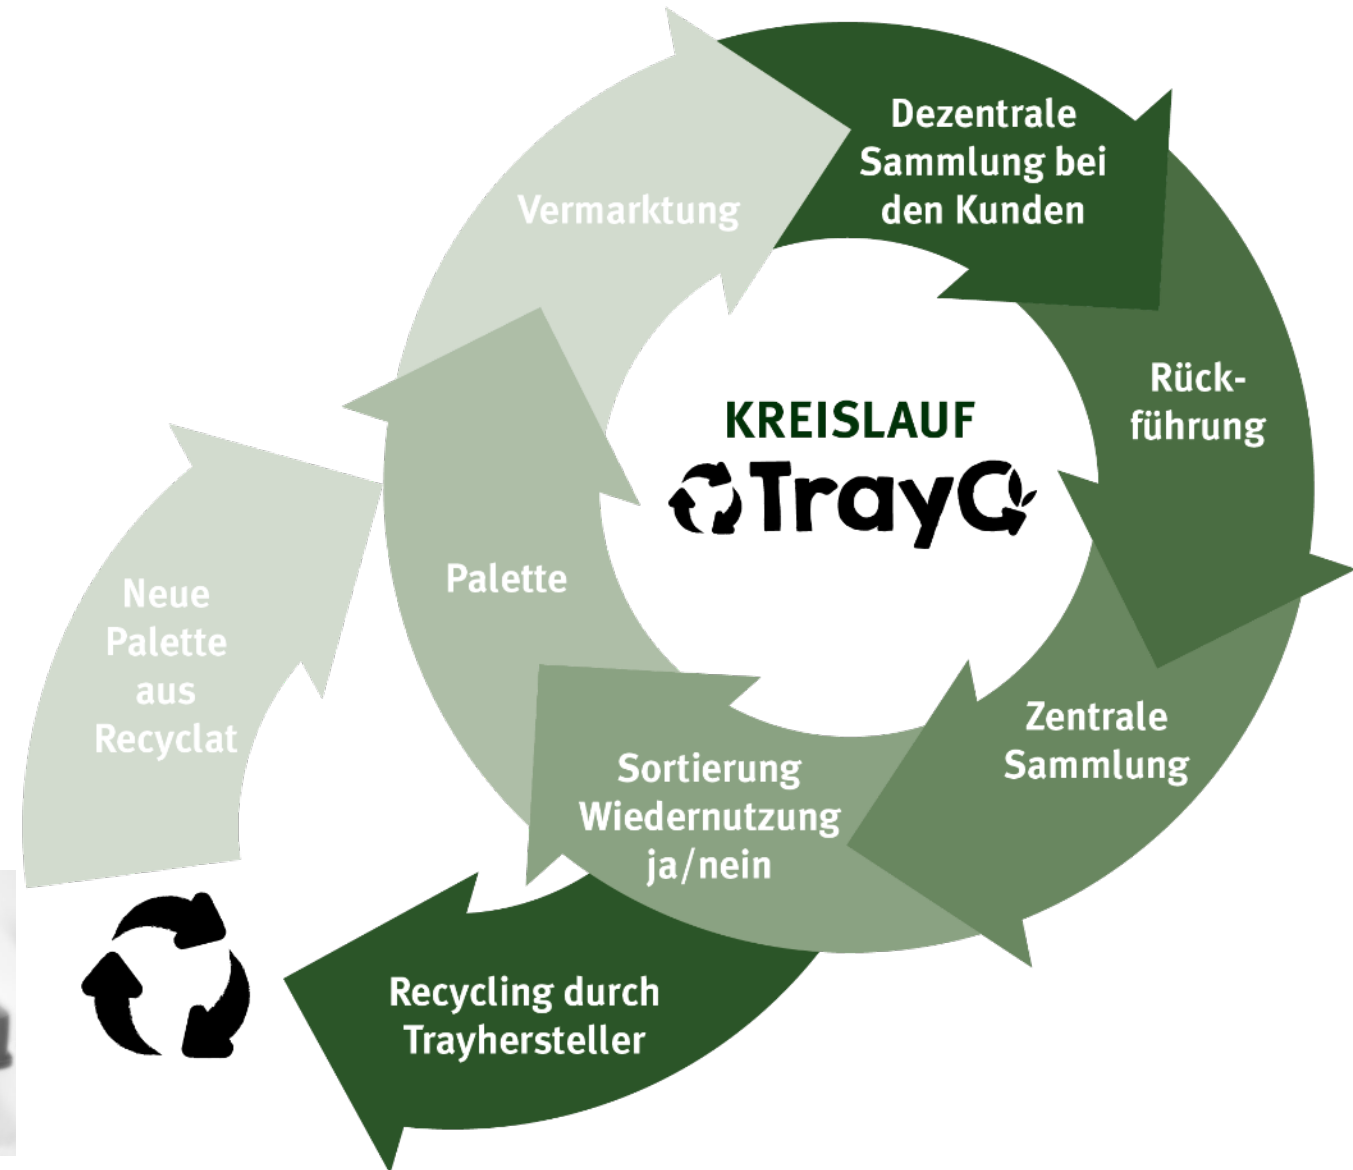 Dezentrale
Sammlung bei
den Kunden
Vermarktung
Rück-
führung
KREISLAUF
TrayC
Palette
Neue
Palette
aus
Recyclat
Zentrale
Sammlung
Sortierung
Wiedernutzung
ja/nein
Recycling durch
Trayhersteller